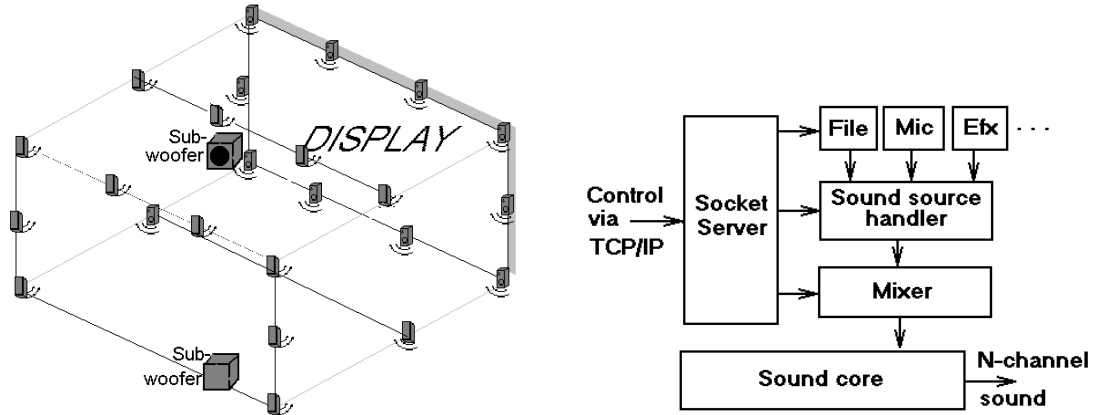 Sub-
woofer
DISPLAY
Sub-
woofer
File
Mic
Efx
. . .
Control
via
TCP/IP
Socket
Server
Sound source
handler
Mixer
Sound core
N-channel
sound